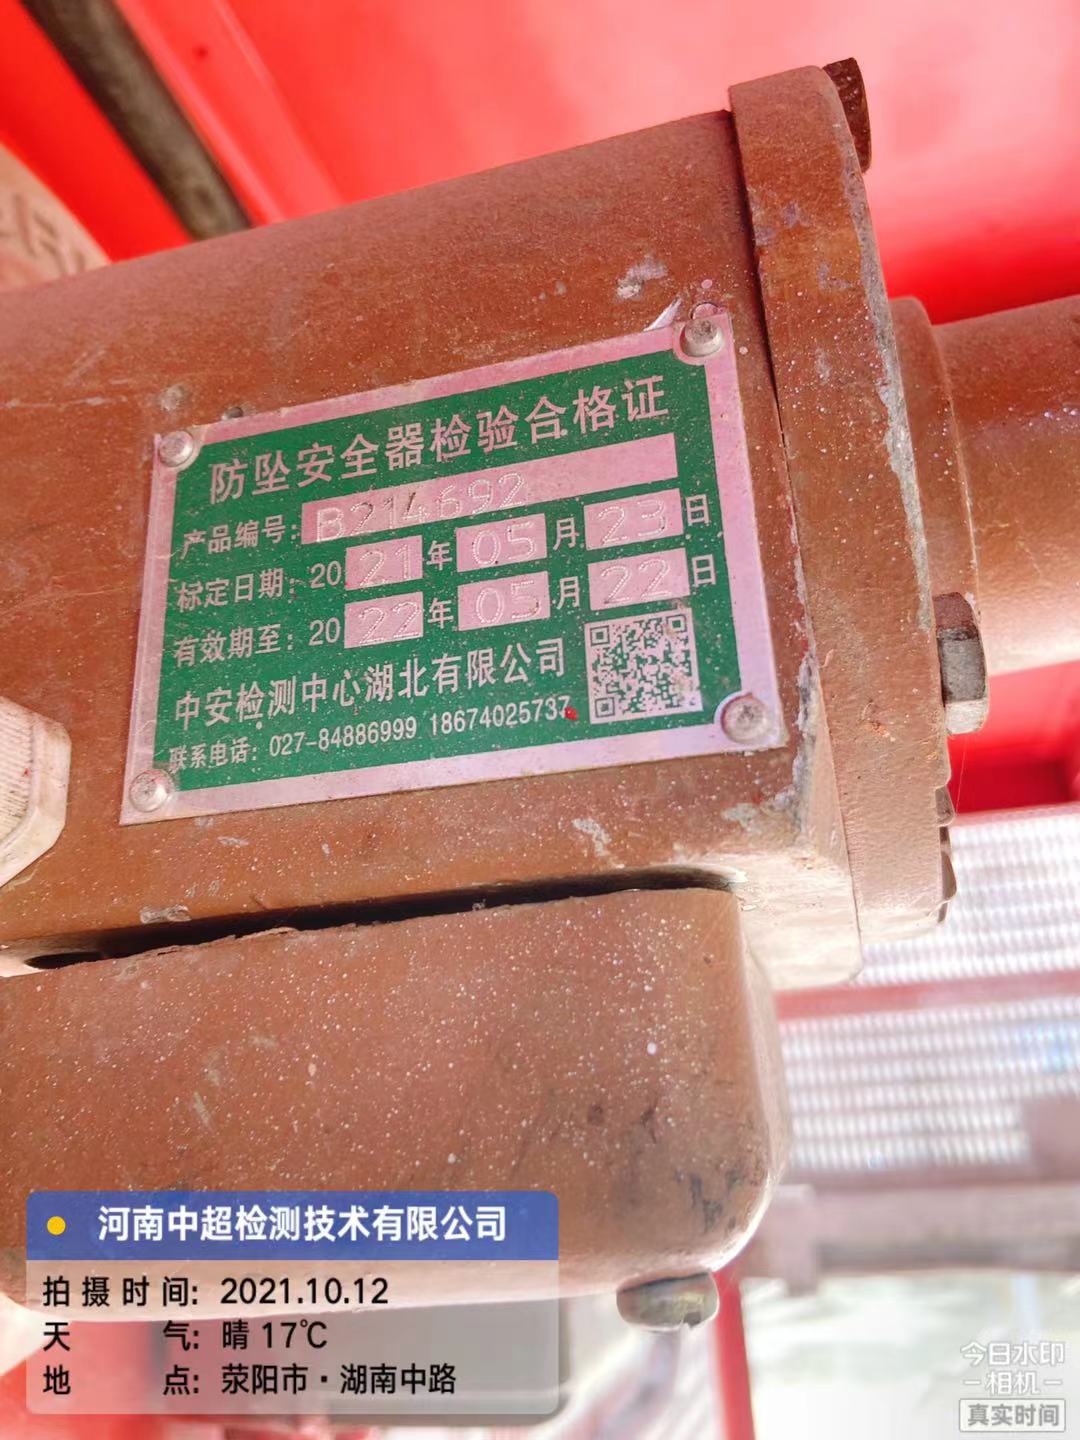 防坠安全器检验合格证
产品编号: B214692
标定日期: 2021年05月23日
有效期至: 2022年05月22日
中安检测中心湖北有限公司
联系电话: 027-84886999 18674025737
河南中超检测技术有限公司
拍摄时间: 2021.10.12
天气: 晴 17℃
地点: 荥阳市·湖南中路
今日水印
相机
真实时间